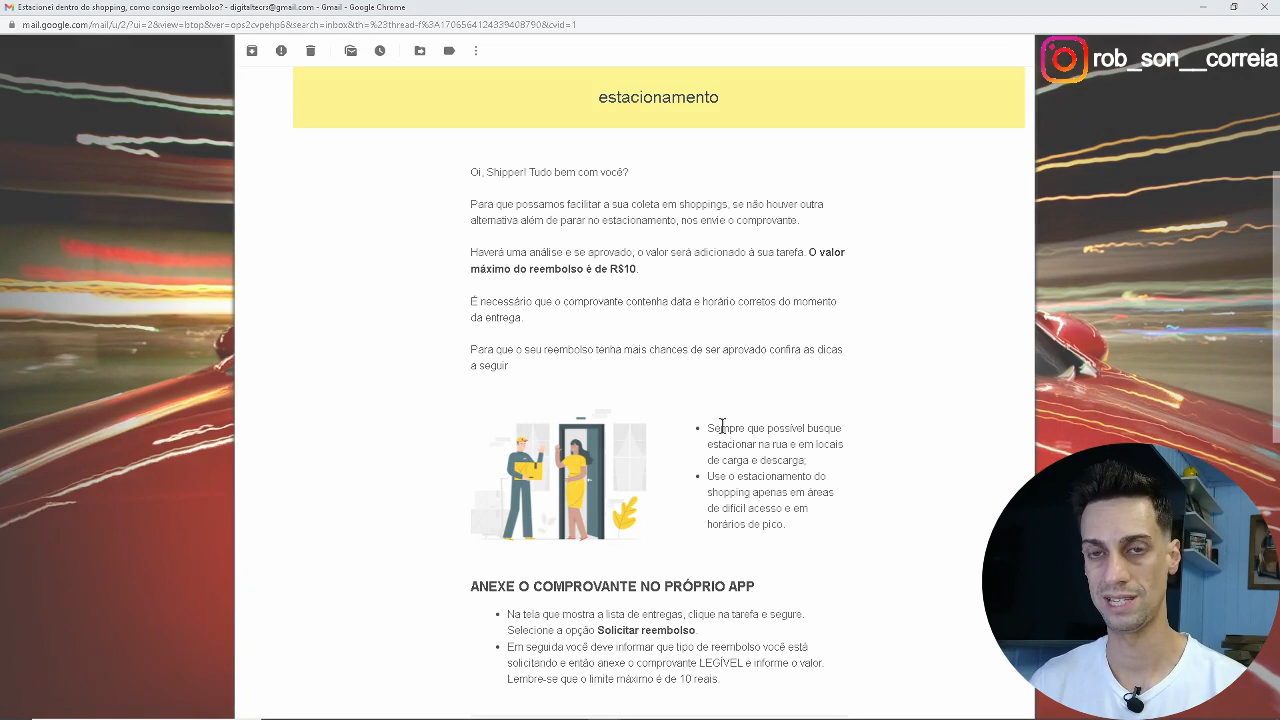 Estacionei dentro do shopping, como consigo reembolso? - digitaltecrs@gmail.com - Gmail - Google Chrome
mail.google.com/mail/u/2/?ui=2&view=btop&ver=ops2cvpehp6&search=inbox&th=%23thread-f%3A1706564124339408790&cvid=1
rob_son__correia
estacionamento
Oi, Shipper! Tudo bem com você?
Para que possamos facilitar a sua coleta em shoppings, se não houver outra
alternativa além de parar no estacionamento, nos envie o comprovante.
Haverá uma análise e se aprovado, o valor será adicionado à sua tarefa. O valor
máximo do reembolso é de R$10.
É necessário que o comprovante contenha data e horário corretos do momento
da entrega.
Para que o seu reembolso tenha mais chances de ser aprovado confira as dicas
a seguir
• Sempre que possível busque
estacionar na rua e em locais
de carga e descarga;
• Use o estacionamento do
shopping apenas em áreas
de difícil acesso e em
horários de pico.
ANEXE O COMPROVANTE NO PRÓPRIO APP
• Na tela que mostra a lista de entregas, clique na tarefa e segure.
Selecione a opção Solicitar reembolso.
• Em seguida você deve informar que tipo de reembolso você está
solicitando e então anexe o comprovante LEGÍVEL e informe o valor.
Lembre-se que o limite máximo é de 10 reais.